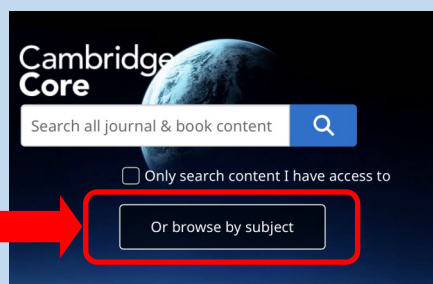 Cambridge
Core
Search all journal & book content
Only search content I have access to
Or browse by subject